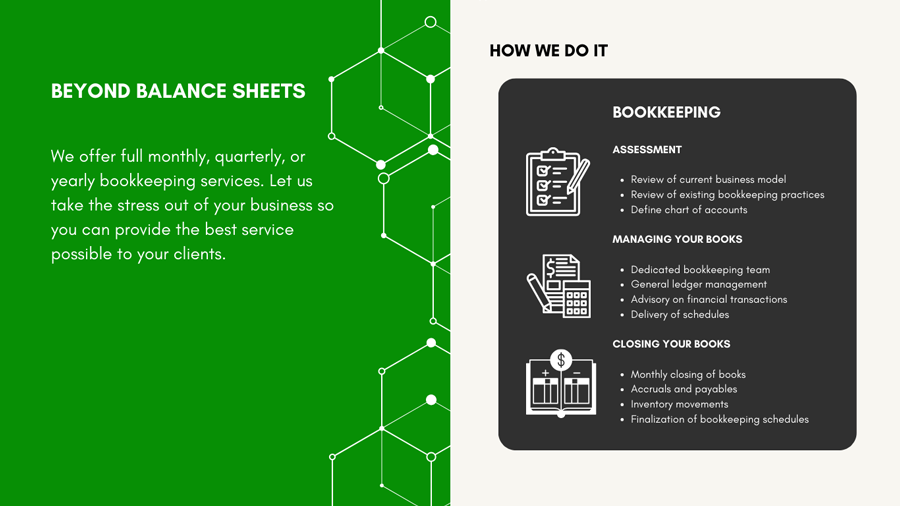 BEYOND BALANCE SHEETS
We offer full monthly, quarterly, or
yearly bookkeeping services. Let us
take the stress out of your business so
you can provide the best service
possible to your clients.
HOW WE DO IT
BOOKKEEPING
ASSESSMENT
• Review of current business model
• Review of existing bookkeeping practices
• Define chart of accounts
MANAGING YOUR BOOKS
• Dedicated bookkeeping team
• General ledger management
• Advisory on financial transactions
• Delivery of schedules
CLOSING YOUR BOOKS
• Monthly closing of books
• Accruals and payables
• Inventory movements
• Finalization of bookkeeping schedules